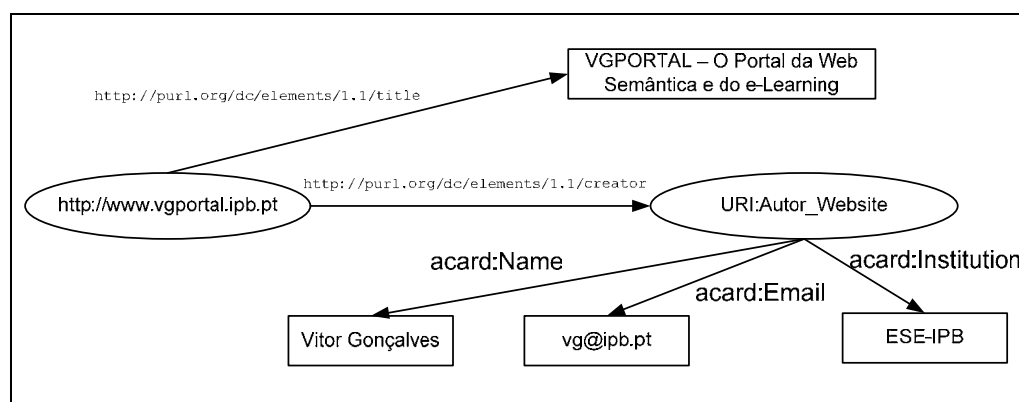 VGPORTAL – O Portal da Web
Semântica e do e-Learning
http://purl.org/dc/elements/1.1/title
http://purl.org/dc/elements/1.1/creator
http://www.vgportal.ipb.pt
URI:Autor_Website
acard:Name
acard:Email
acard:Institution
Vitor Gonçalves
vg@ipb.pt
ESE-IPB